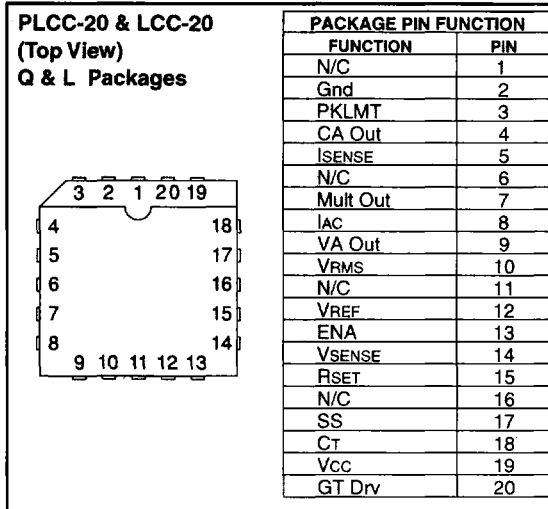 PLCC-20 & LCC-20
(Top View)
Q & L Packages
3 2 1 20 19
4 18
5 17
6 16
7 15
8 14
9 10 11 12 13
PACKAGE PIN FUNCTION
FUNCTION PIN
N/C 1
Gnd 2
PKLMT 3
CA Out 4
ISENSE 5
N/C 6
Mult Out 7
IAC 8
VA Out 9
VRMS 10
N/C 11
VREF 12
ENA 13
VSENSE 14
RSET 15
N/C 16
SS 17
CT 18
VCC 19
GT Drv 20